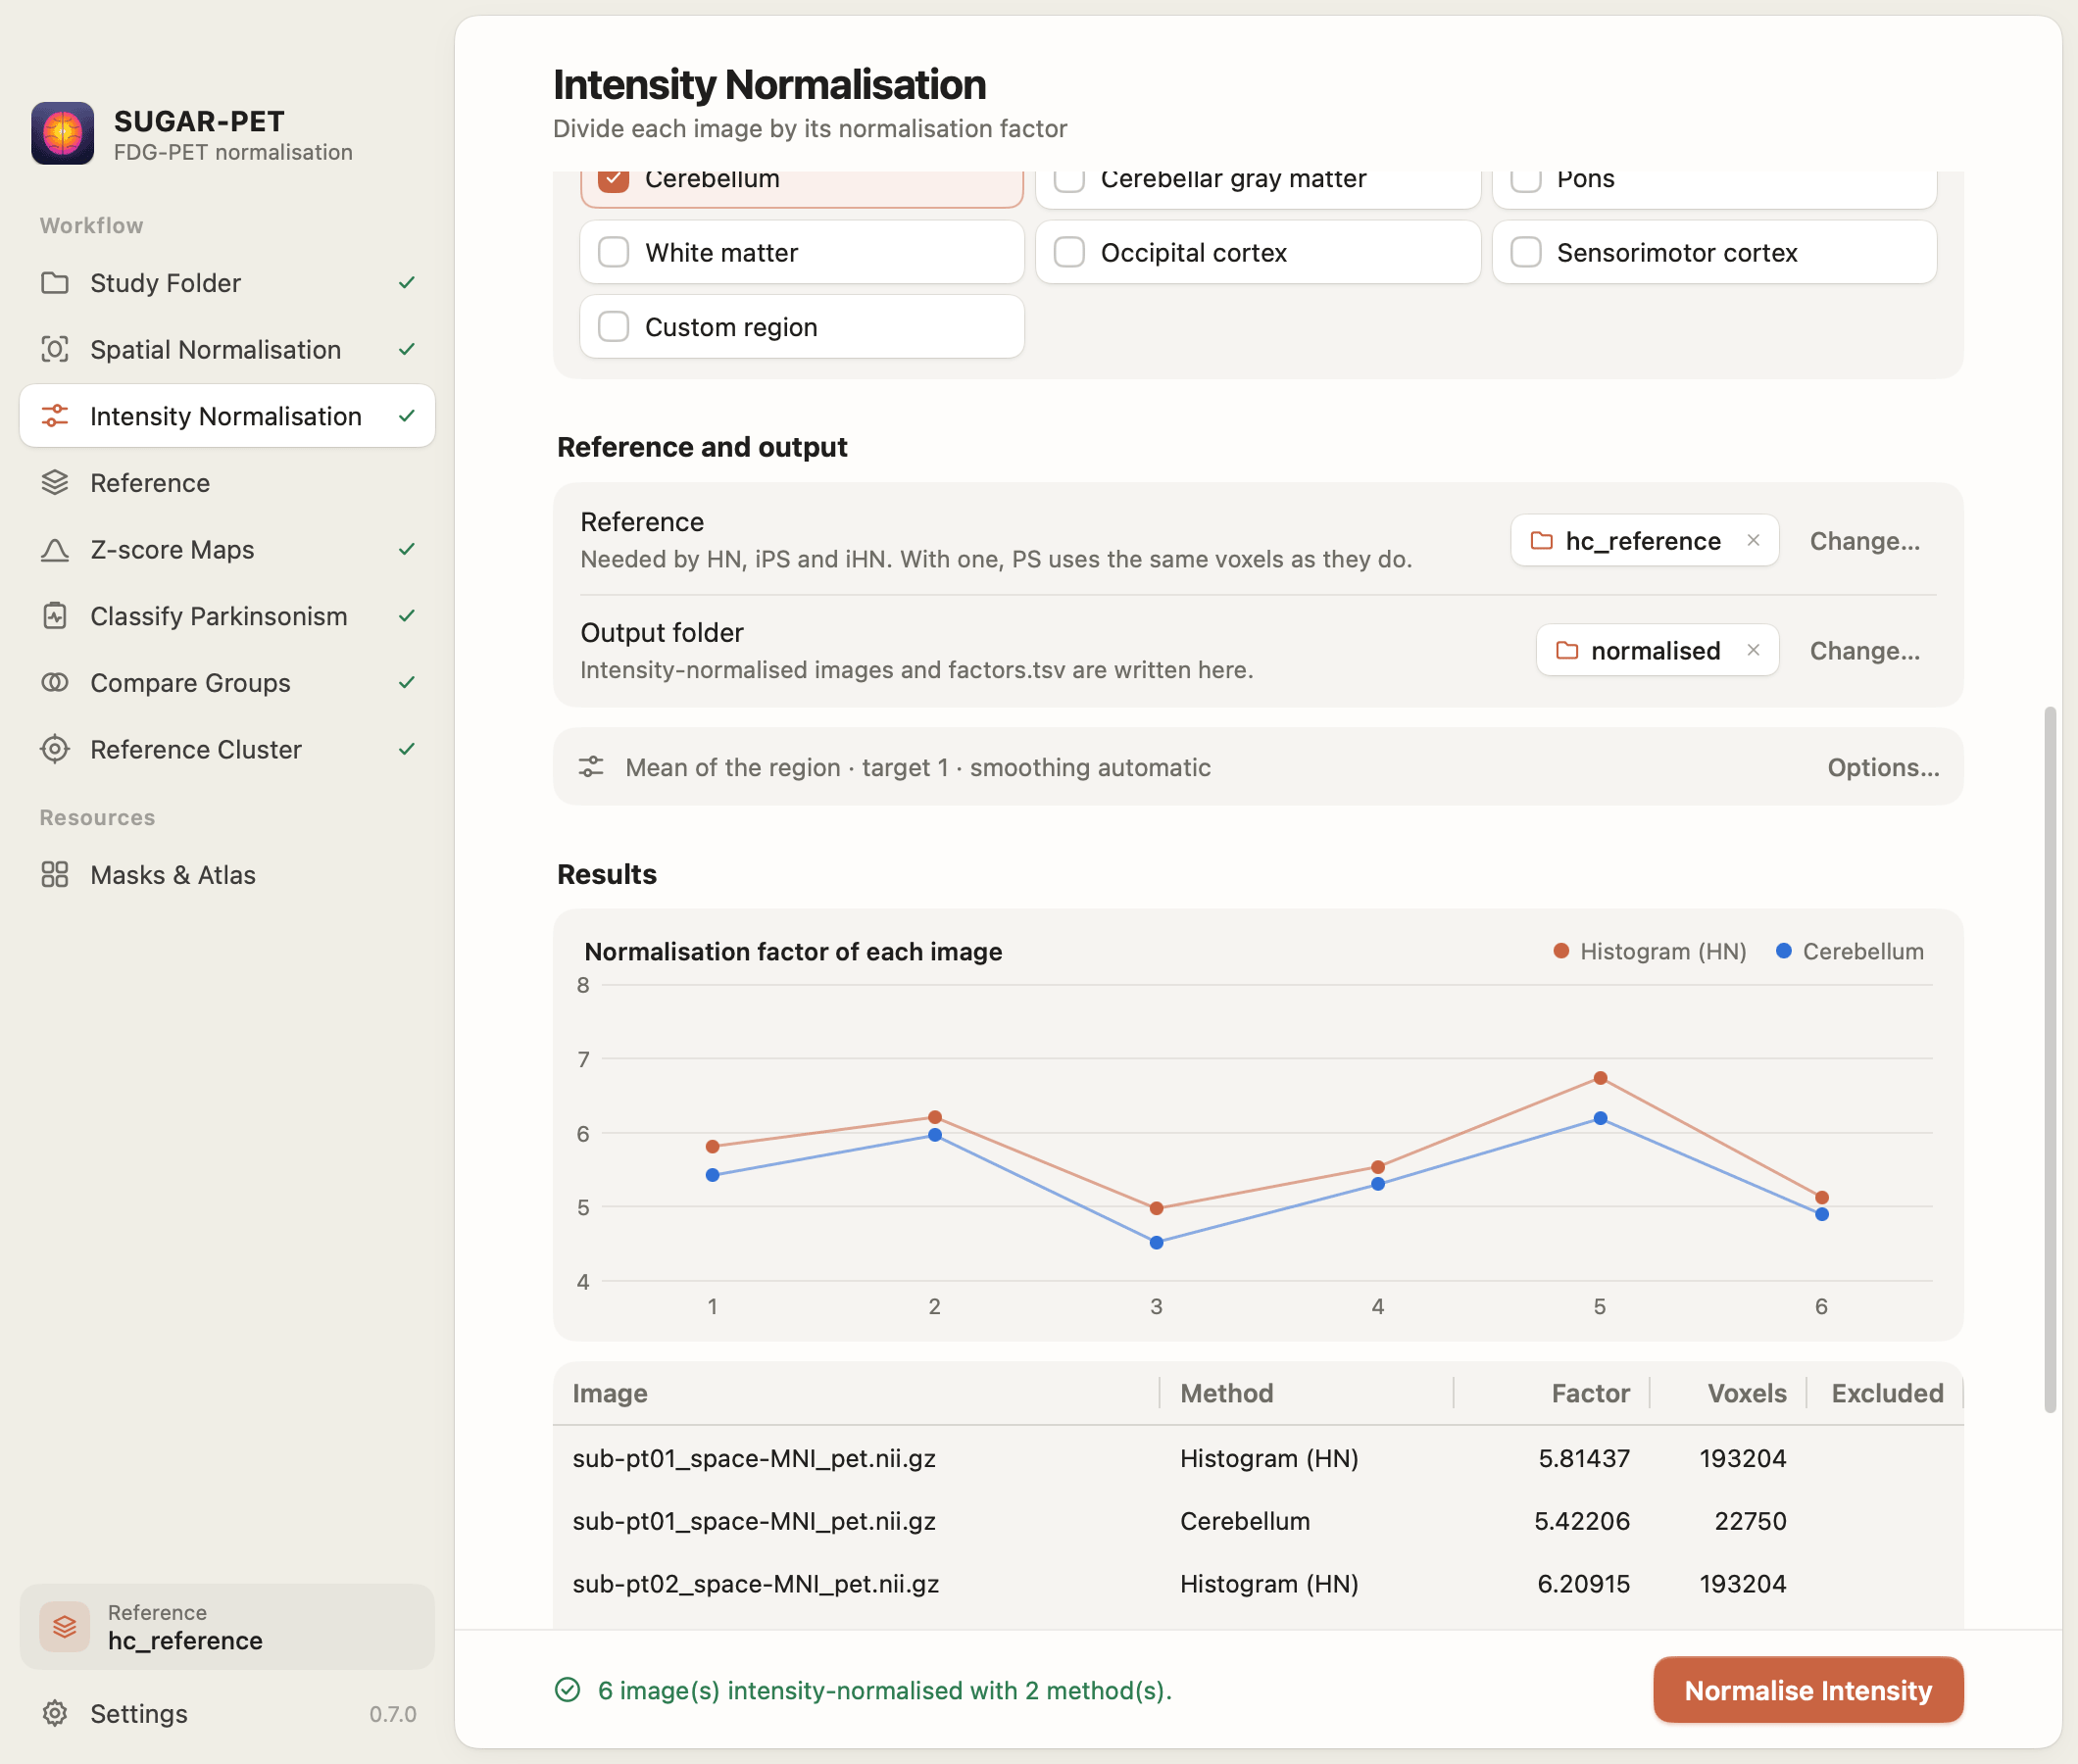 SUGAR-PET
FDG-PET normalisation
Workflow
Study Folder
Spatial Normalisation
Intensity Normalisation
Reference
Z-score Maps
Classify Parkinsonism
Compare Groups
Reference Cluster
Resources
Masks & Atlas
Reference
hc_reference
Settings 0.7.0
Intensity Normalisation
Divide each image by its normalisation factor
Cerebellum Cerebellar gray matter Pons
White matter Occipital cortex Sensorimotor cortex
Custom region
Reference and output
Reference
Needed by HN, iPS and iHN. With one, PS uses the same voxels as they do.
hc_reference × Change...
Output folder
Intensity-normalised images and factors.tsv are written here.
normalised × Change...
Mean of the region · target 1 · smoothing automatic Options...
Results
Normalisation factor of each image Histogram (HN) Cerebellum
8
7
6
5
4
1 2 3 4 5 6
Image Method Factor Voxels Excluded
sub-pt01_space-MNI_pet.nii.gz Histogram (HN) 5.81437 193204
sub-pt01_space-MNI_pet.nii.gz Cerebellum 5.42206 22750
sub-pt02_space-MNI_pet.nii.gz Histogram (HN) 6.20915 193204
6 image(s) intensity-normalised with 2 method(s).
Normalise Intensity